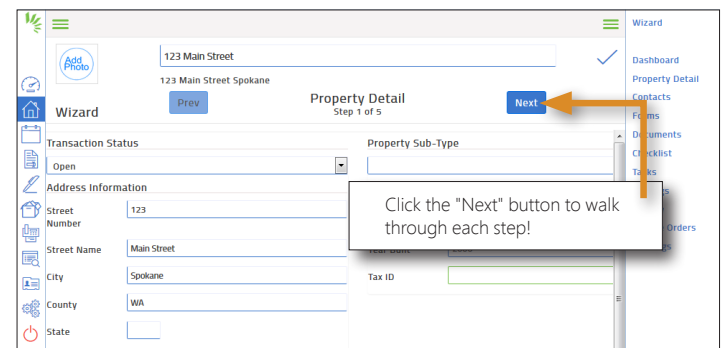 Wizard
Add
Photo
123 Main Street
123 Main Street Spokane
Wizard
Prev
Property Detail
Step 1 of 5
Next
Dashboard
Property Detail
Contacts
Forms
Documents
Checklist
Tasks
Orders
Transaction Status
Property Sub-Type
Open
Address Information
Street
Number
123
Click the "Next" button to walk
through each step!
Street Name
Main Street
Year Built
City
Spokane
Tax ID
County
WA
State